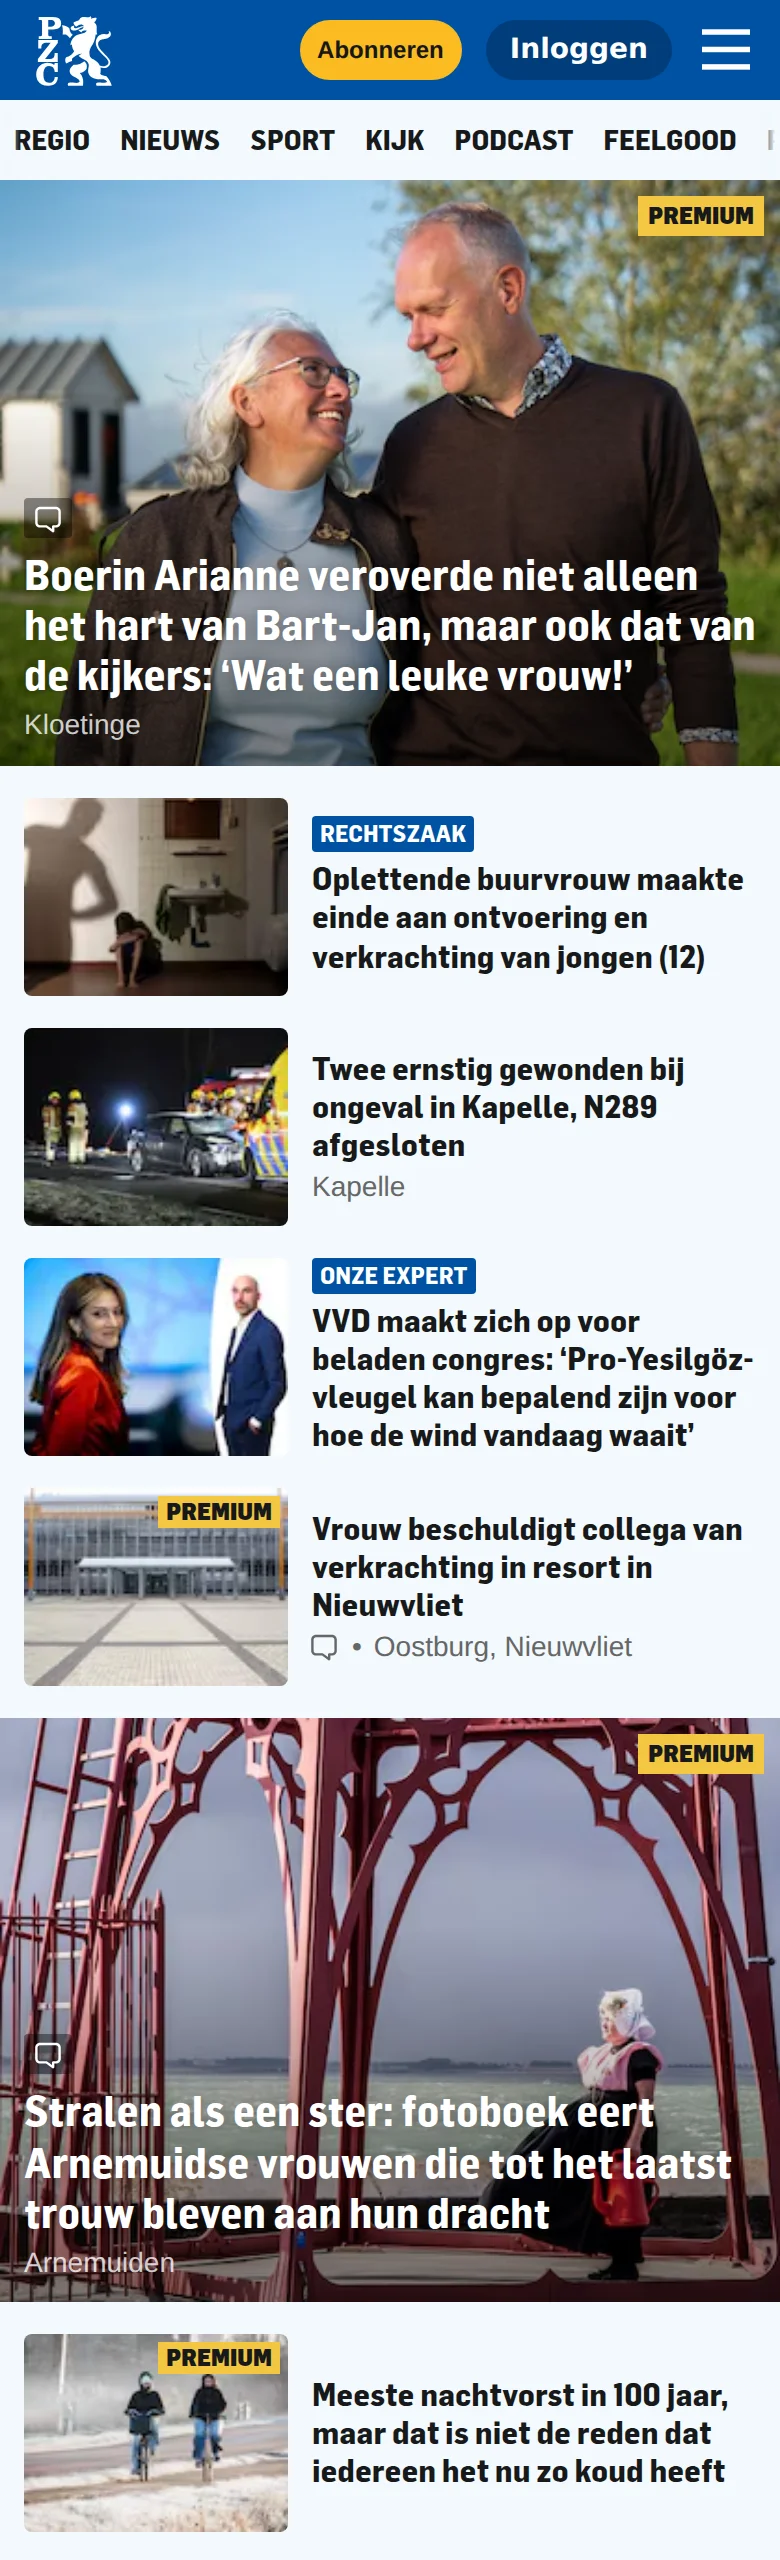 PZC
Abonneren
Inloggen
REGIO NIEUWS SPORT KIJK PODCAST FEELGOOD
PREMIUM
Boerin Arianne veroverde niet alleen
het hart van Bart-Jan, maar ook dat van
de kijkers: ‘Wat een leuke vrouw!’
Kloetinge
RECHTSZAAK
Oplettende buurvrouw maakte
einde aan ontvoering en
verkrachting van jongen (12)
Twee ernstig gewonden bij
ongeval in Kapelle, N289
afgesloten
Kapelle
ONZE EXPERT
VVD maakt zich op voor
beladen congres: ‘Pro-Yesilgöz-
vleugel kan bepalend zijn voor
hoe de wind vandaag waait’
PREMIUM
Vrouw beschuldigt collega van
verkrachting in resort in
Nieuwvliet
• Oostburg, Nieuwvliet
PREMIUM
Stralen als een ster: fotoboek eert
Arnemuidse vrouwen die tot het laatst
trouw bleven aan hun dracht
Arnemuiden
PREMIUM
Meeste nachtvorst in 100 jaar,
maar dat is niet de reden dat
iedereen het nu zo koud heeft